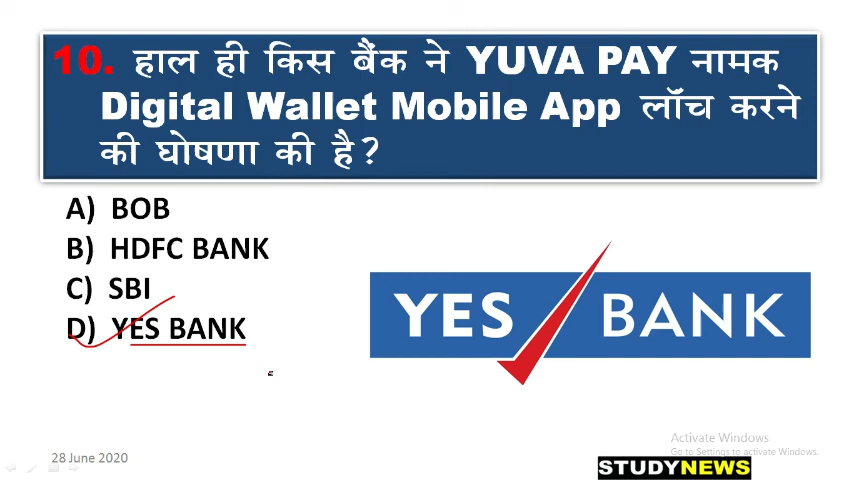 10. हाल ही किस बैंक ने YUVA PAY नामक
Digital Wallet Mobile App लॉच करने
की घोषणा की है?
A) BOB
B) HDFC BANK
C) SBI
D) YES BANK
YES BANK
28 June 2020
Activate Windows
Go to Settings to activate Windows.
STUDYNEWS